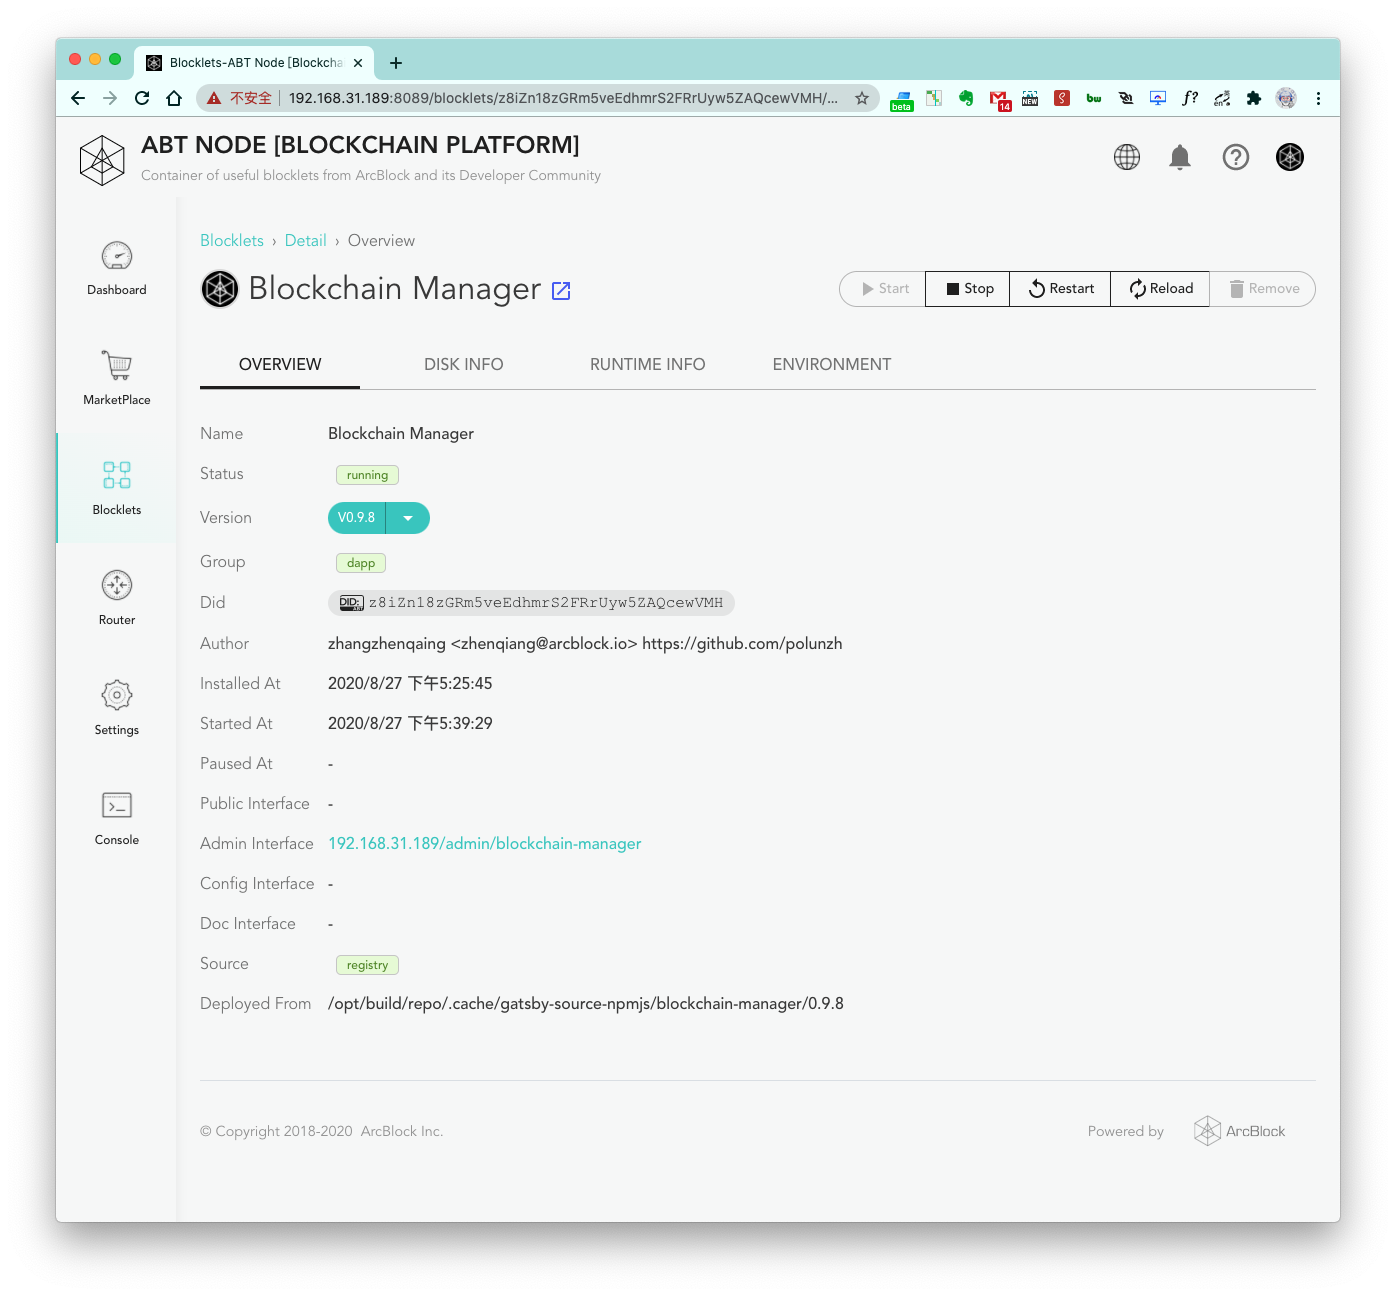 Blocklets-ABT Node [Blockcha
不安全 192.168.31.189:8089/blocklets/z8iZn18zGRm5veEdhmrS2FRrUyw5ZAQcewVMH/...
beta
14
NEW
bw
f?
en
ABT NODE [BLOCKCHAIN PLATFORM]
Container of useful blocklets from ArcBlock and its Developer Community
Dashboard
MarketPlace
Blocklets
Router
Settings
Console
Blocklets › Detail › Overview
Blockchain Manager
Start Stop Restart Reload Remove
OVERVIEW DISK INFO RUNTIME INFO ENVIRONMENT
Name Blockchain Manager
Status running
Version V0.9.8
Group dapp
Did DID: ABT z8iZn18zGRm5veEdhmrS2FRrUyw5ZAQcewVMH
Author zhangzhenqaing <zhenqiang@arcblock.io> https://github.com/polunzh
Installed At 2020/8/27 下午5:25:45
Started At 2020/8/27 下午5:39:29
Paused At -
Public Interface -
Admin Interface 192.168.31.189/admin/blockchain-manager
Config Interface -
Doc Interface -
Source registry
Deployed From /opt/build/repo/.cache/gatsby-source-npmjs/blockchain-manager/0.9.8
© Copyright 2018-2020 ArcBlock Inc.
Powered by ArcBlock